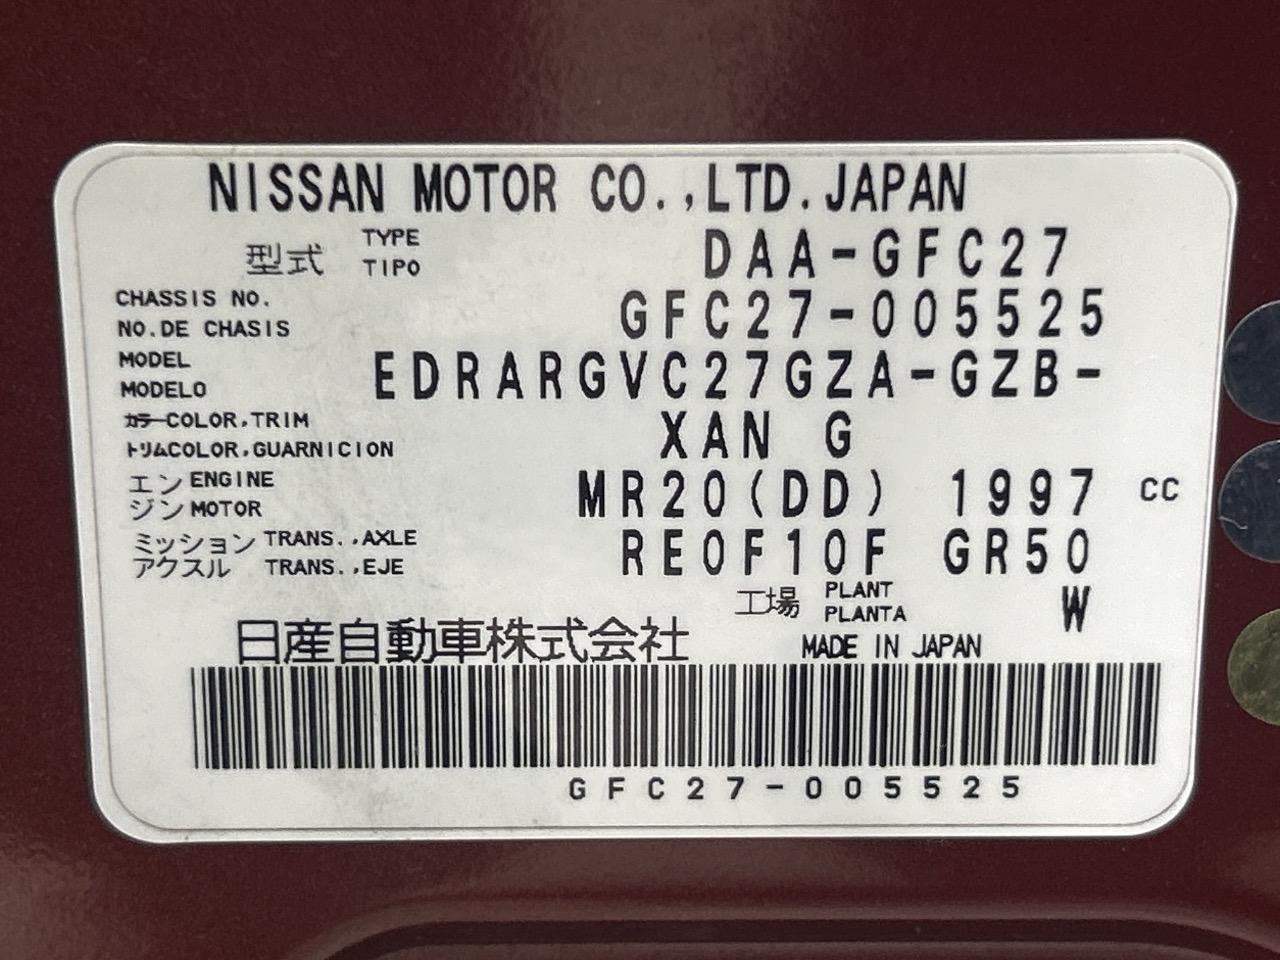 NISSAN MOTOR CO.,LTD.JAPAN
型式 TYPE TIPO DAA-GFC27
CHASSIS NO.
NO.DE CHASIS GFC27-005525
MODEL
MODELO EDRARGVC27GZA-GZB-
カラーCOLOR,TRIM
トリムCOLOR,GUARNICION XAN G
エンジン ENGINE MOTOR MR20(DD) 1997 CC
ミッション TRANS.,AXLE
アクスル TRANS.,EJE RE0F10F GR50
工場 PLANT PLANTA W
日産自動車株式会社 MADE IN JAPAN
GFC27-005525